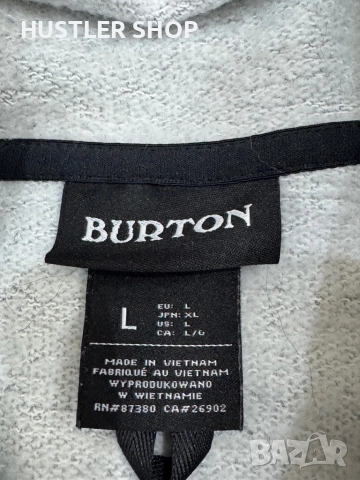 HUSTLER SHOP
BURTON
L
EU: L
JPN: XL
US: L
CA: L/G
MADE IN VIETNAM
FABRIQUÉ AU VIETNAM
WYPRODUKOWANO
W WIETNAMIE
RN#87380 CA#26902
BAZAR